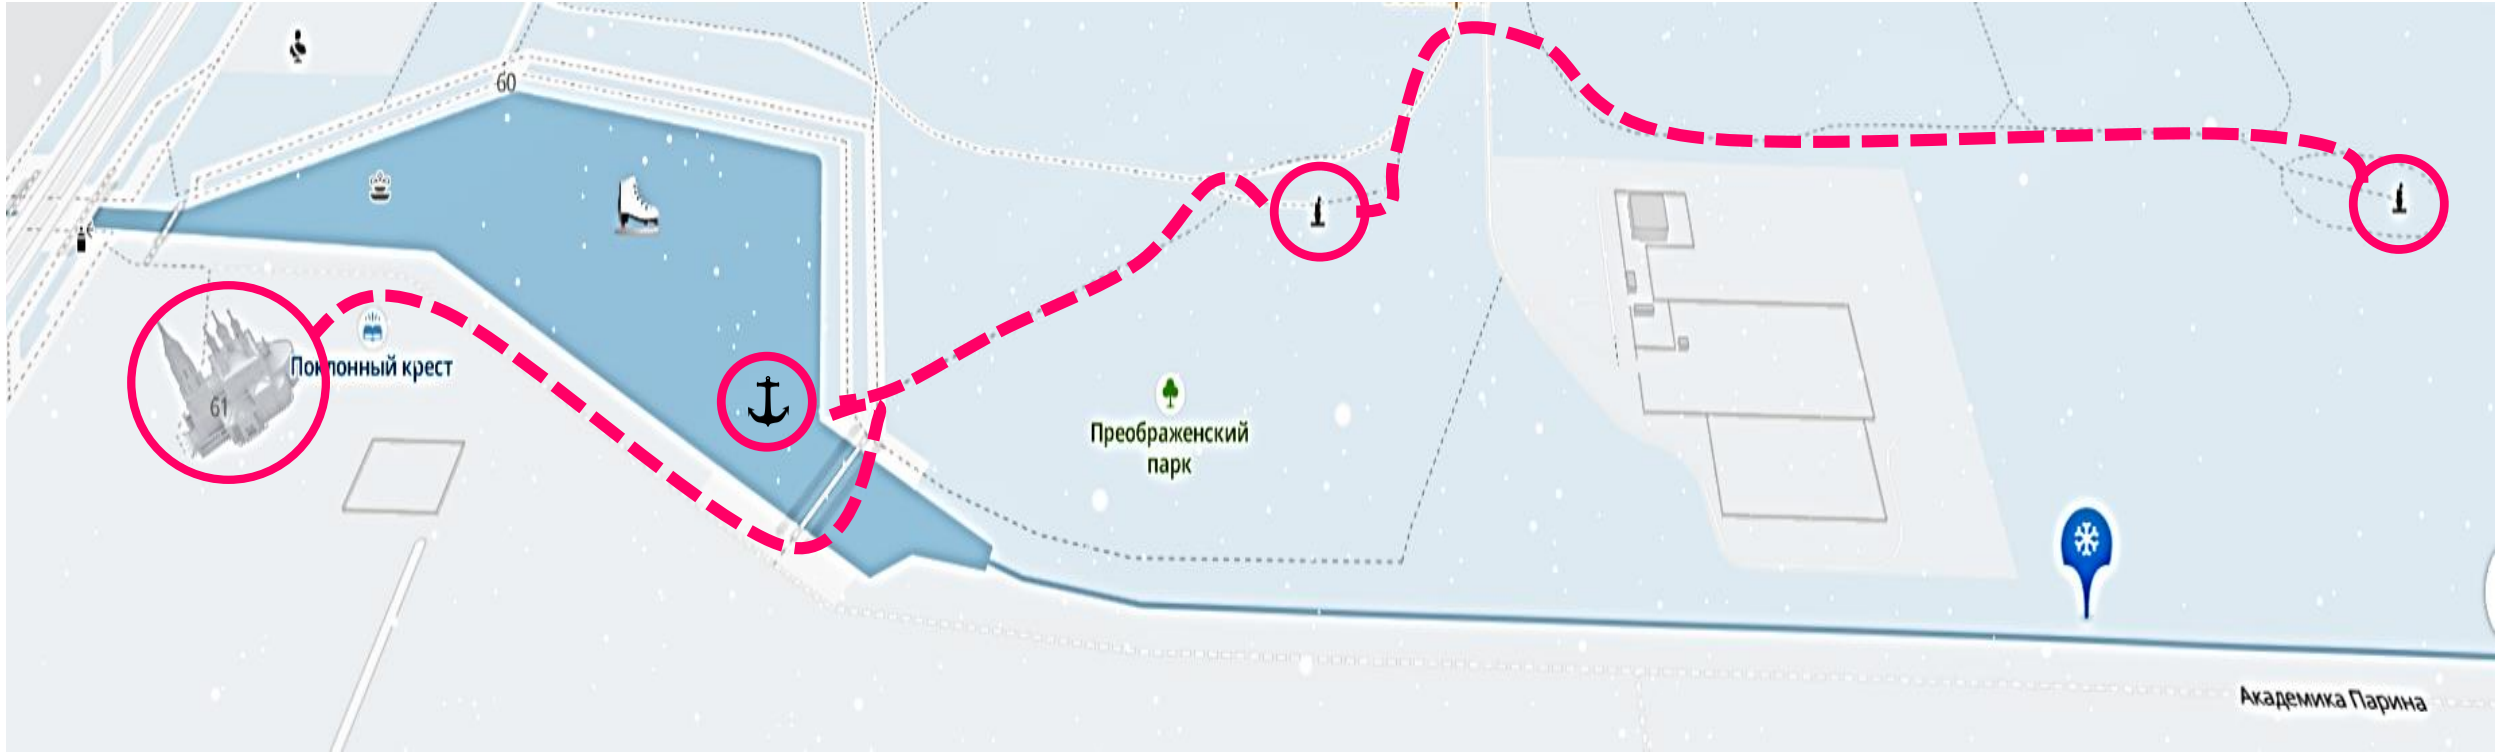 60
Поклонный крест
61
Преображенский
парк
Академика Парина